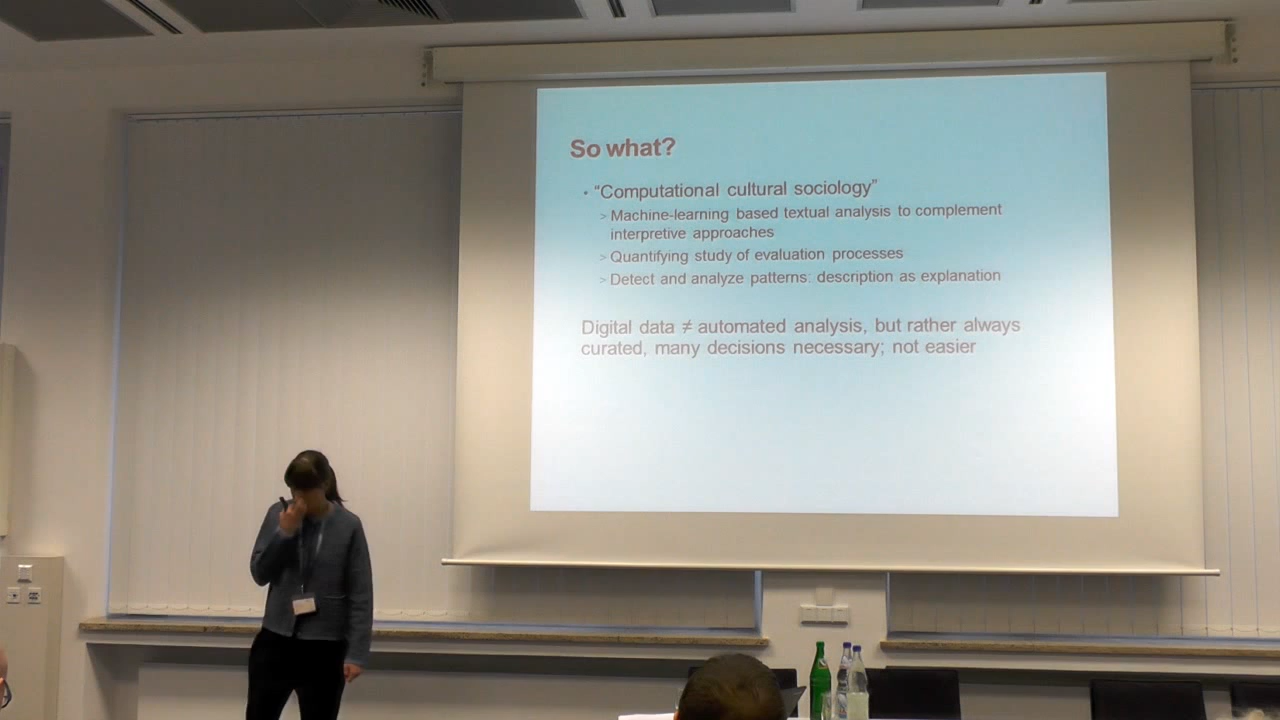 So what?
• “Computational cultural sociology”
> Machine-learning based textual analysis to complement
interpretive approaches
> Quantifying study of evaluation processes
> Detect and analyze patterns: description as explanation
Digital data ≠ automated analysis, but rather always
curated, many decisions necessary; not easier